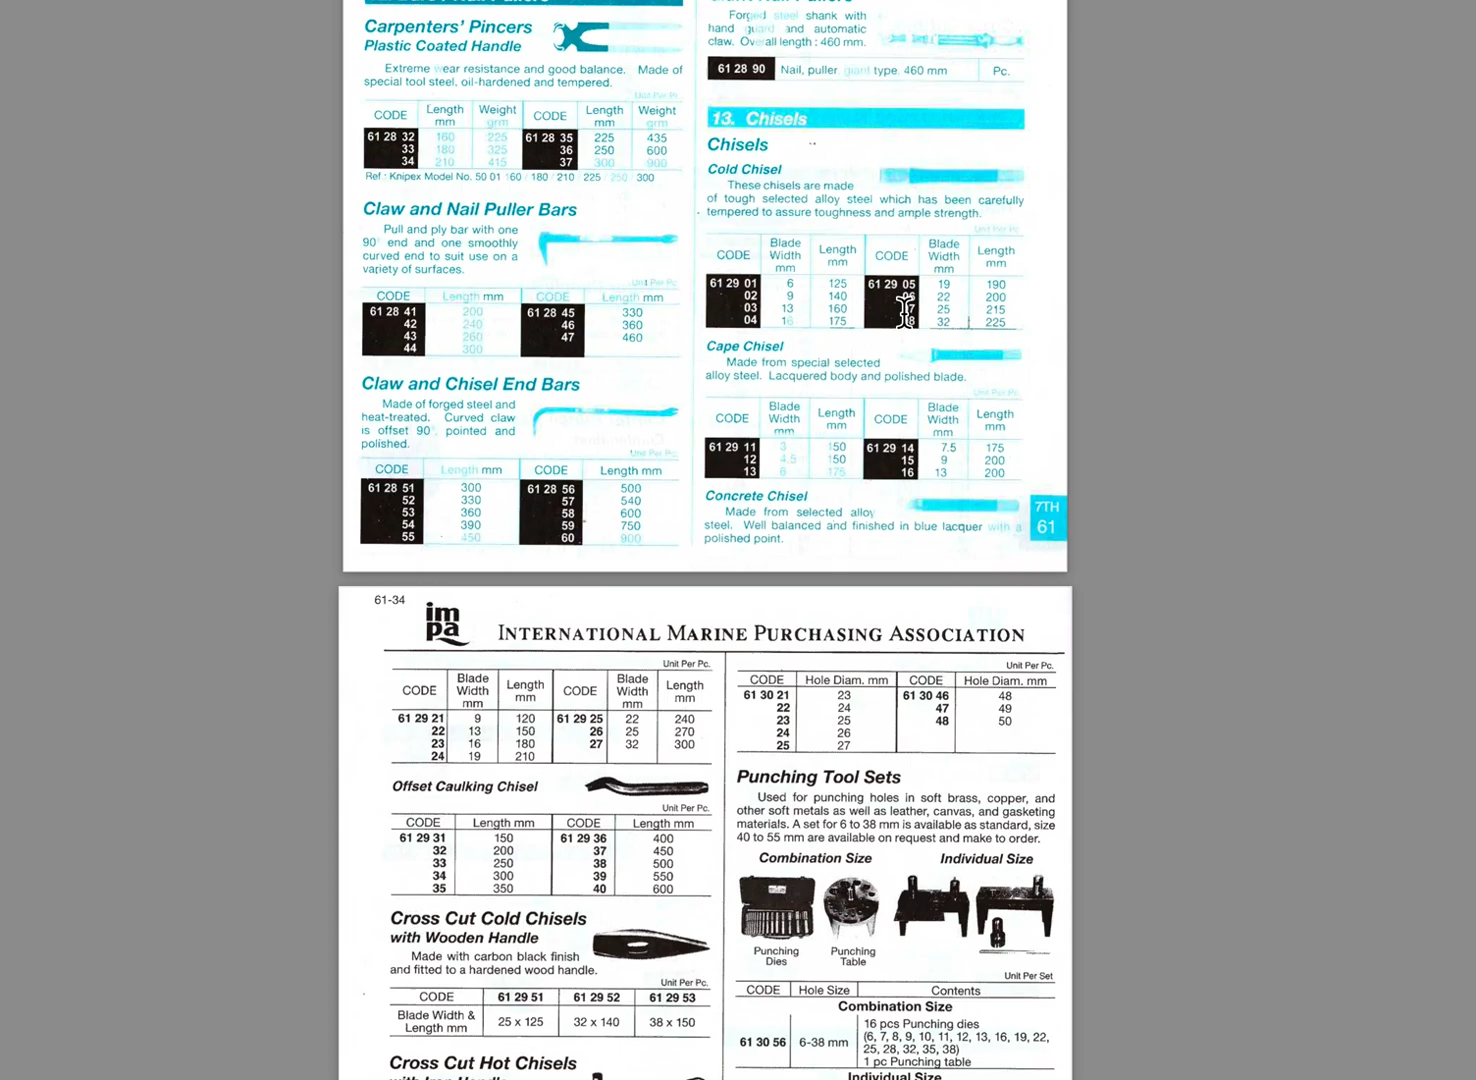 Carpenters' Pincers
Plastic Coated Handle
Extreme wear resistance and good balance. Made of
special tool steel, oil-hardened and tempered.
Unit Per Pc.
CODE Length mm Weight grm CODE Length mm Weight grm
61 28 32 160 225 61 28 35 225 435
33 180 325 36 250 600
34 210 415 37 300 900
Ref : Knipex Model No. 50 01 160 / 180 / 210 / 225 / 250 / 300
Claw and Nail Puller Bars
Pull and ply bar with one
90° end and one smoothly
curved end to suit use on a
variety of surfaces.
Unit Per Pc.
CODE Length mm CODE Length mm
61 28 41 200 61 28 45 330
42 240 46 360
43 260 47 460
44 300
Claw and Chisel End Bars
Made of forged steel and
heat-treated. Curved claw
is offset 90°, pointed and
polished.
Unit Per Pc.
CODE Length mm CODE Length mm
61 28 51 300 61 28 56 500
52 330 57 540
53 360 58 600
54 390 59 750
55 450 60 900
Forged steel shank with
hand guard and automatic
claw. Overall length : 460 mm.
61 28 90 Nail, puller giant type. 460 mm Pc.
13. Chisels
Chisels
Cold Chisel
These chisels are made
of tough selected alloy steel which has been carefully
tempered to assure toughness and ample strength.
Unit Per Pc.
CODE Blade Width mm Length mm CODE Blade Width mm Length mm
61 29 01 6 125 61 29 05 19 190
02 9 140 06 22 200
03 13 160 25 215
04 16 175 32 225
Cape Chisel
Made from special selected
alloy steel. Lacquered body and polished blade.
Unit Per Pc.
CODE Blade Width mm Length mm CODE Blade Width mm Length mm
61 29 11 3 150 61 29 14 7.5 175
12 4.5 150 15 9 200
13 6 175 16 13 200
Concrete Chisel
Made from selected alloy
steel. Well balanced and finished in blue lacquer with a
polished point.
7TH
61
61-34
impa
INTERNATIONAL MARINE PURCHASING ASSOCIATION
Unit Per Pc.
CODE Blade Width mm Length mm CODE Blade Width mm Length mm
61 29 21 9 120 61 29 25 22 240
22 13 150 26 25 270
23 16 180 27 32 300
24 19 210
Offset Caulking Chisel
Unit Per Pc.
CODE Length mm CODE Length mm
61 29 31 150 61 29 36 400
32 200 37 450
33 250 38 500
34 300 39 550
35 350 40 600
Cross Cut Cold Chisels
with Wooden Handle
Made with carbon black finish
and fitted to a hardened wood handle.
Unit Per Pc.
CODE 61 29 51 61 29 52 61 29 53
Blade Width & Length mm 25 x 125 32 x 140 38 x 150
Cross Cut Hot Chisels
Unit Per Pc.
CODE Hole Diam. mm CODE Hole Diam. mm
61 30 21 23 61 30 46 48
22 24 47 49
23 25 48 50
24 26
25 27
Punching Tool Sets
Used for punching holes in soft brass, copper, and
other soft metals as well as leather, canvas, and gasketing
materials. A set for 6 to 38 mm is available as standard, size
40 to 55 mm are available on request and make to order.
Combination Size Individual Size
Punching Dies
Punching Table
Unit Per Set
CODE Hole Size Contents
Combination Size
61 30 56 6-38 mm 16 pcs Punching dies
(6, 7, 8, 9, 10, 11, 12, 13, 16, 19, 22,
25, 28, 32, 35, 38)
1 pc Punching table
Individual Size